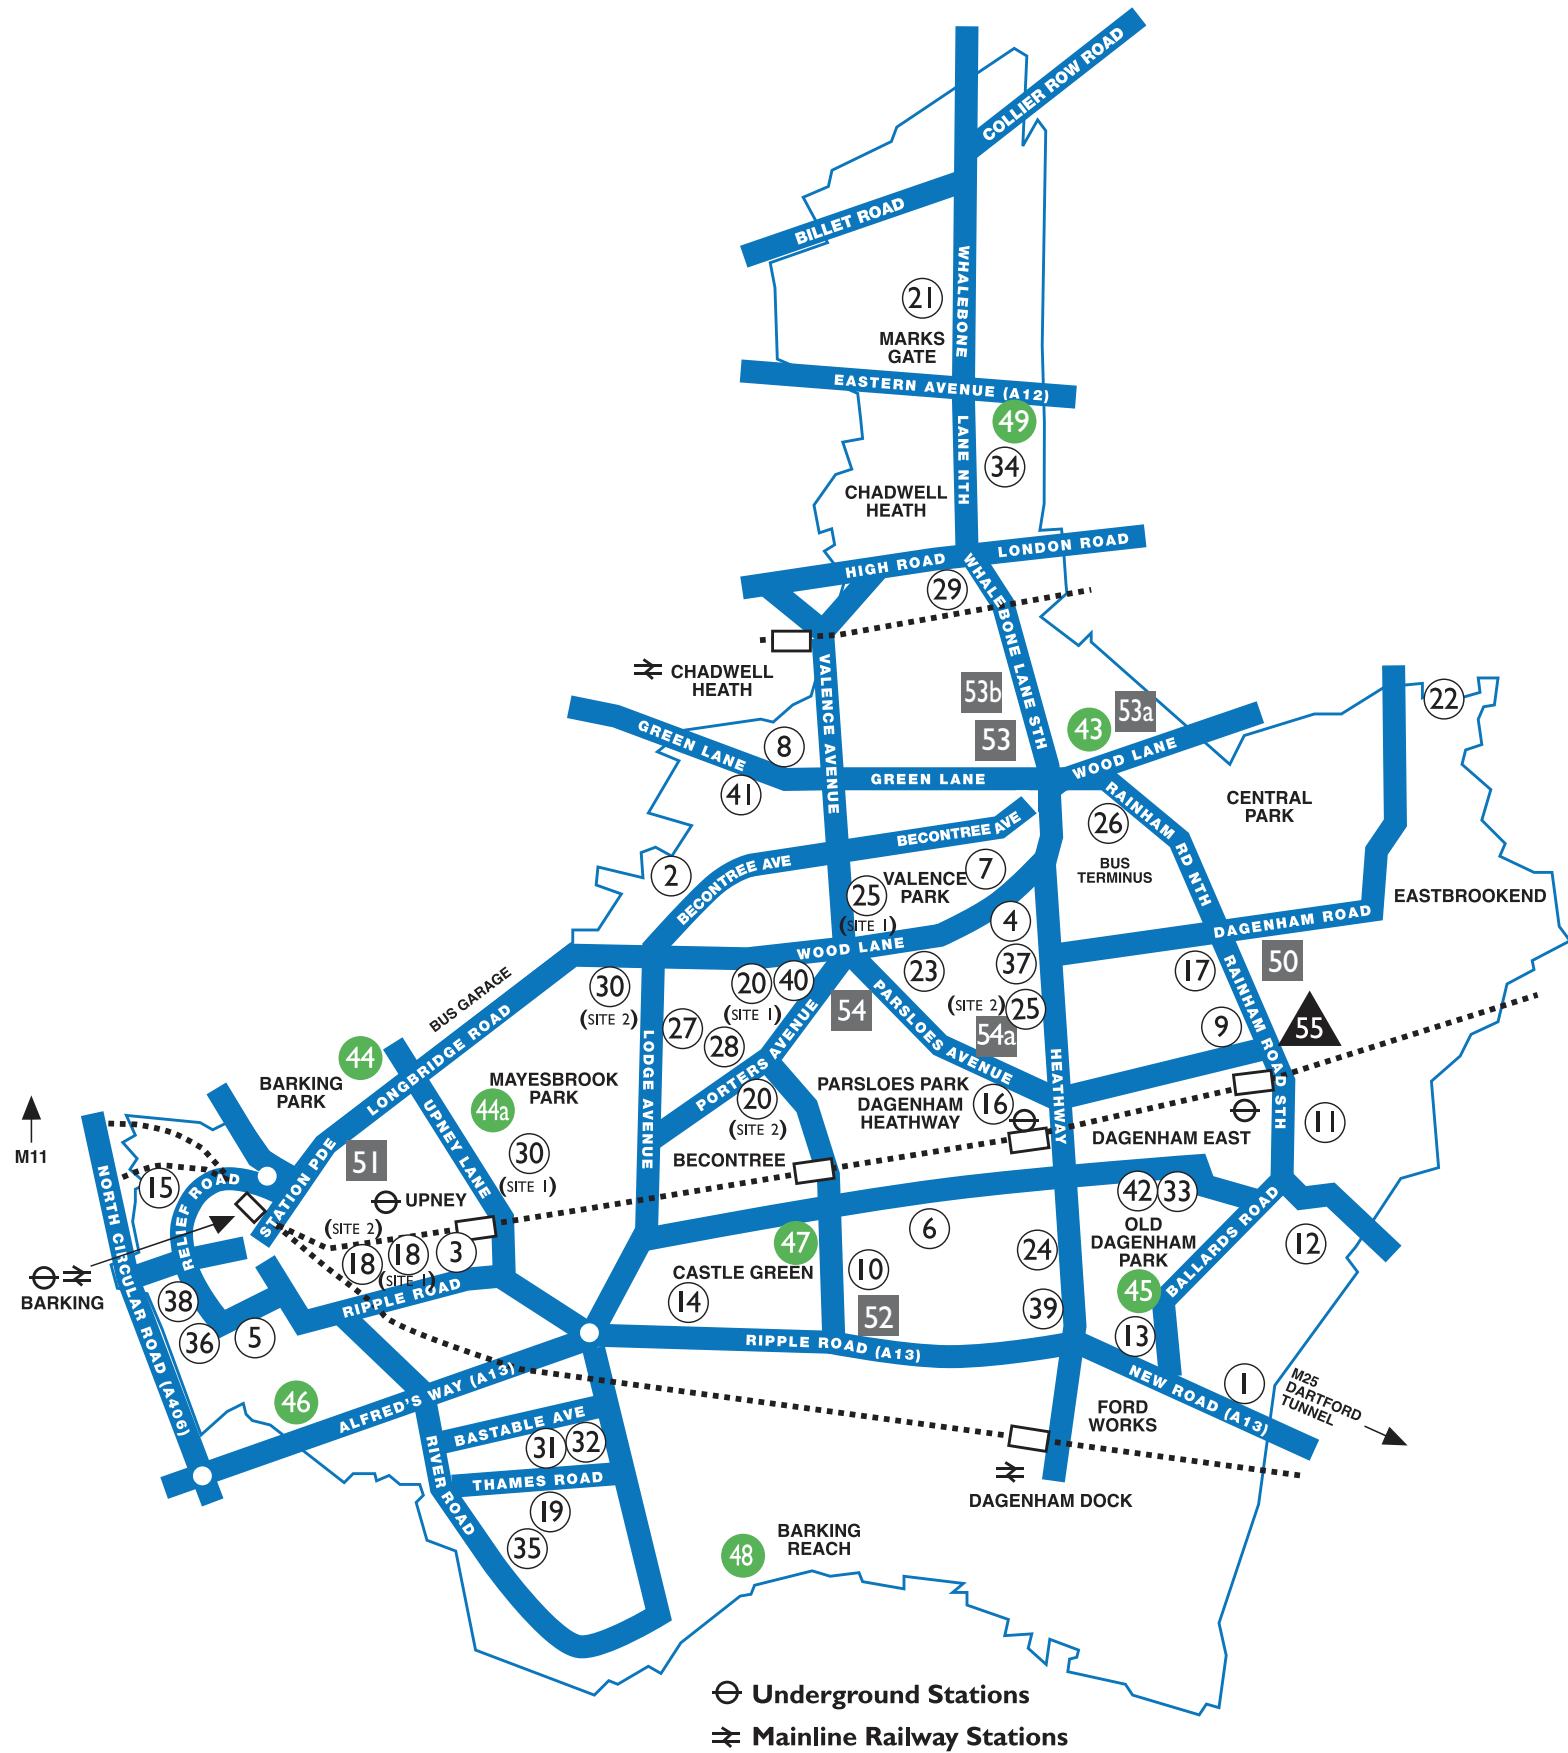 COLLIER ROW ROAD
BILLET ROAD
WHALEBONE
LANE NTH
21
MARKS
GATE
EASTERN AVENUE (A12)
49
34
CHADWELL
HEATH
HIGH ROAD
LONDON ROAD
29
WHALEBONE LANE STH
CHADWELL
HEATH
VALENCE AVENUE
53b
53
43
53a
22
GREEN LANE
8
41
GREEN LANE
WOOD LANE
RAINHAM RD NTH
26
BUS
TERMINUS
CENTRAL
PARK
BECONTREE AVE
BECONTREE AVE
2
7
25
(SITE 1)
VALENCE
PARK
EASTBROOKEND
4
DAGENHAM ROAD
WOOD LANE
37
23
17
50
30
(SITE 2)
20
(SITE 1)
40
BUS GARAGE
LONGBRIDGE ROAD
27
28
54
PARSLOES AVENUE
(SITE 2)
25
54a
9
RAINHAM ROAD STH
55
44
BARKING
PARK
MAYESBROOK
PARK
44a
UPNEY LANE
LODGE AVENUE
PORTERS AVENUE
20
(SITE 2)
PARSLOES PARK
DAGENHAM
HEATHWAY
16
HEATHWAY
DAGENHAM EAST
11
M11
NORTH CIRCULAR ROAD (A406)
15
RELIEF ROAD
STATION PDE
51
30
(SITE 1)
BECONTREE
UPNEY
(SITE 2)
18
18
(SITE 1)
3
47
CASTLE GREEN
6
42
33
OLD
DAGENHAM
PARK
BALLARDS ROAD
12
24
10
BARKING
38
36
5
RIPPLE ROAD
14
52
39
45
13
RIPPLE ROAD (A13)
NEW ROAD (A13)
1
M25
DARTFORD
TUNNEL
46
ALFRED'S WAY (A13)
FORD
WORKS
BASTABLE AVE
31
32
RIVER ROAD
THAMES ROAD
19
35
DAGENHAM DOCK
48
BARKING
REACH
Underground Stations
Mainline Railway Stations